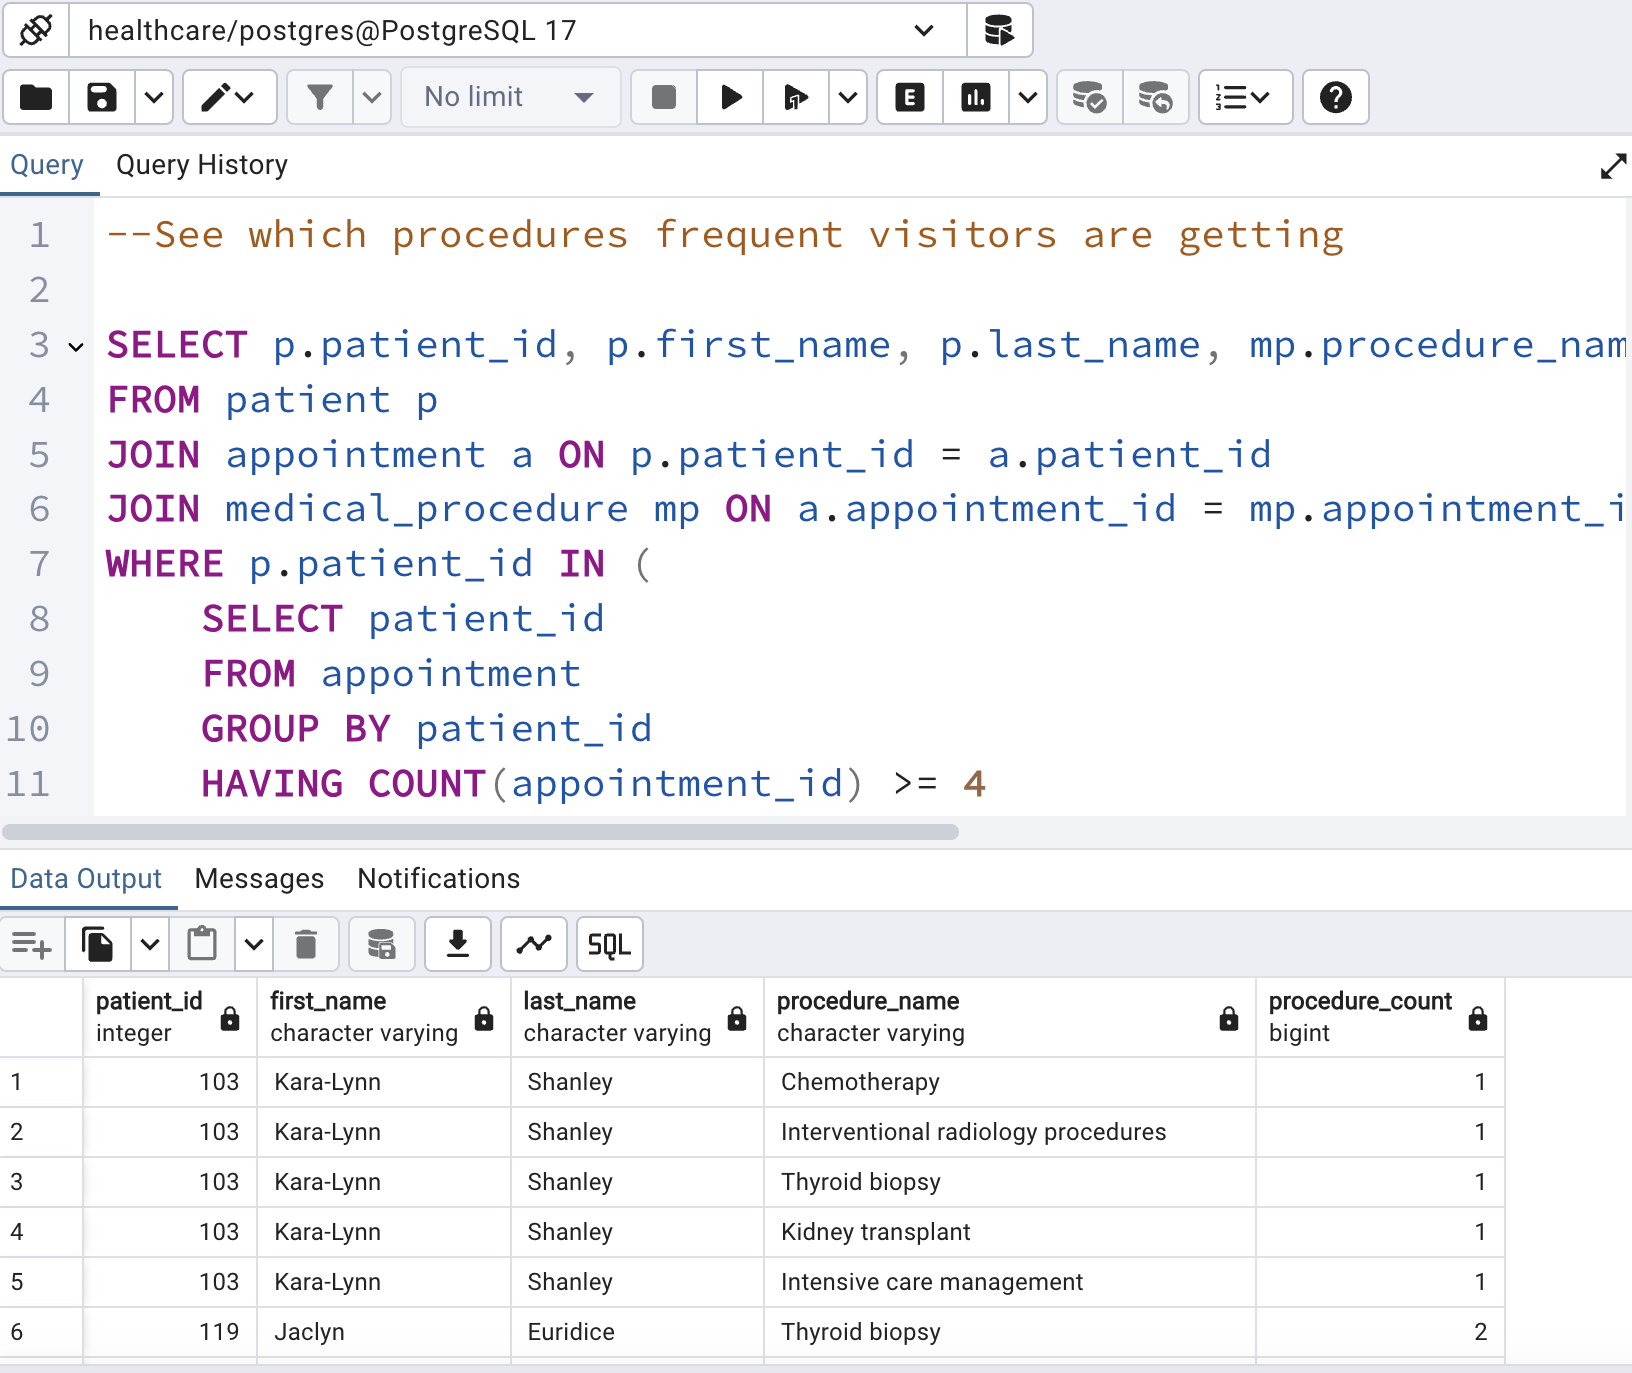 healthcare/postgres@PostgreSQL 17
No limit
E
Query Query History
1 --See which procedures frequent visitors are getting
2
3 SELECT p.patient_id, p.first_name, p.last_name, mp.procedure_nam
4 FROM patient p
5 JOIN appointment a ON p.patient_id = a.patient_id
6 JOIN medical_procedure mp ON a.appointment_id = mp.appointment_i
7 WHERE p.patient_id IN (
8 SELECT patient_id
9 FROM appointment
10 GROUP BY patient_id
11 HAVING COUNT(appointment_id) >= 4
Data Output Messages Notifications
SQL
patient_id first_name last_name procedure_name procedure_count
integer character varying character varying character varying bigint
1 103 Kara-Lynn Shanley Chemotherapy 1
2 103 Kara-Lynn Shanley Interventional radiology procedures 1
3 103 Kara-Lynn Shanley Thyroid biopsy 1
4 103 Kara-Lynn Shanley Kidney transplant 1
5 103 Kara-Lynn Shanley Intensive care management 1
6 119 Jaclyn Euridice Thyroid biopsy 2